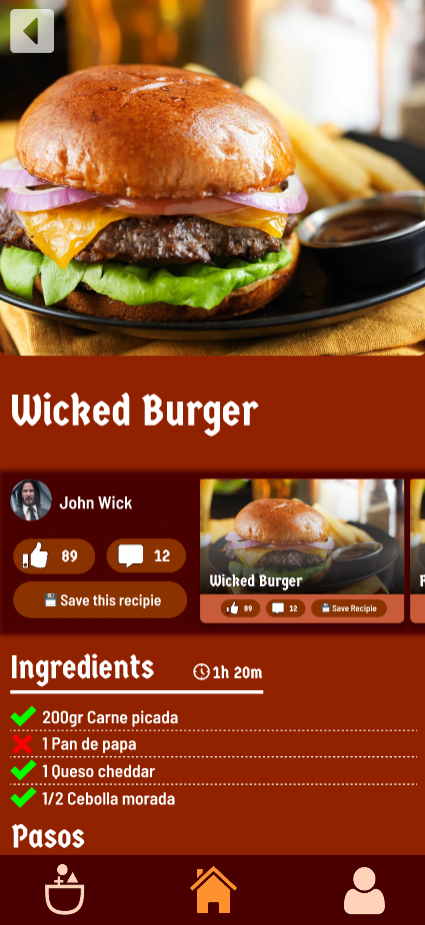 Wicked Burger
John Wick
89
12
Save this recipie
Wicked Burger
89
12
Save Recipie
Ingredients
1h 20m
200gr Carne picada
1 Pan de papa
1 Queso cheddar
1/2 Cebolla morada
Pasos